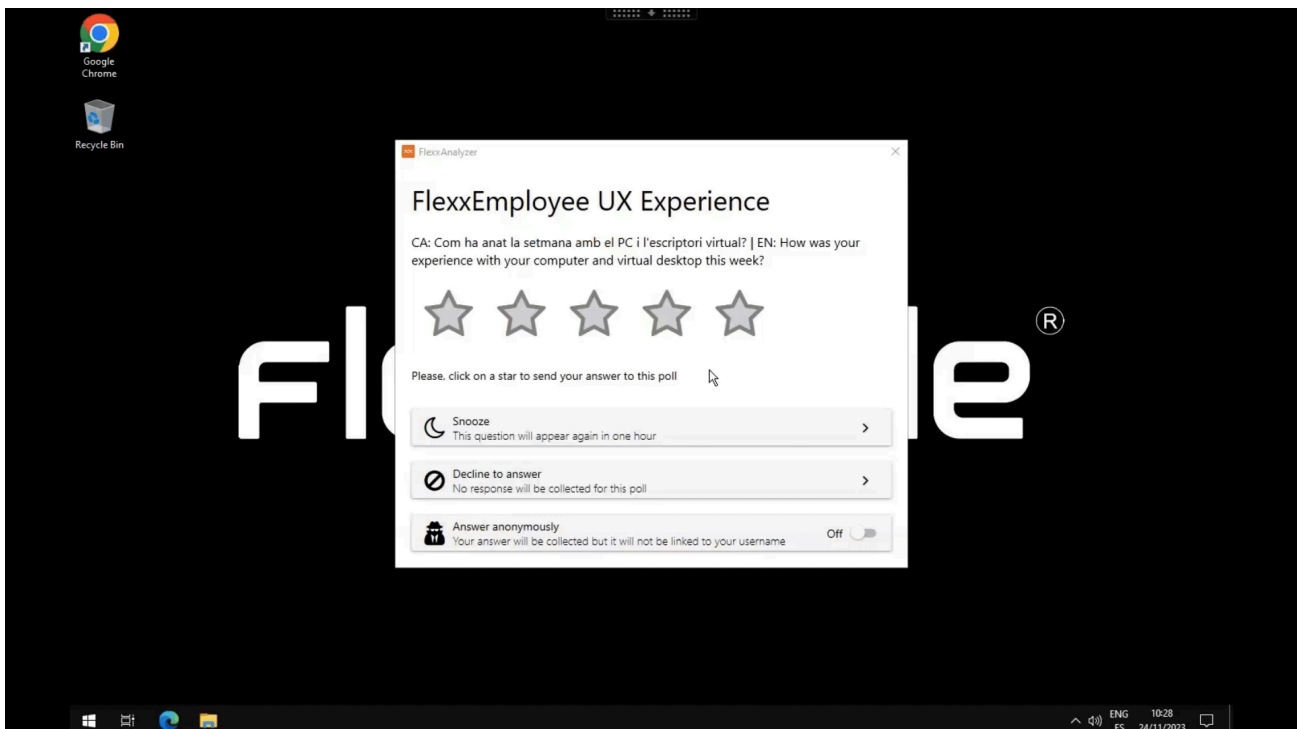 Google
Chrome
Recycle Bin
FlexxAnalyzer
FlexxEmployee UX Experience
CA: Com ha anat la setmana amb el PC i l'escriptori virtual? | EN: How was your
experience with your computer and virtual desktop this week?
®
Please, click on a star to send your answer to this poll
Snooze
This question will appear again in one hour
Decline to answer
No response will be collected for this poll
Answer anonymously
Your answer will be collected but it will not be linked to your username
Off
ENG
10:28
ES
24/11/2023